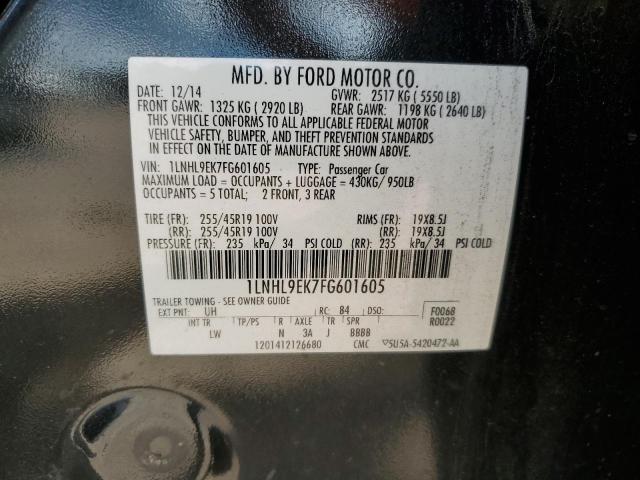 MFD. BY FORD MOTOR CO.
DATE: 12/14 GVWR: 2517 KG ( 5550 LB)
FRONT GAWR: 1325 KG ( 2920 LB) REAR GAWR: 1198 KG ( 2640 LB)
THIS VEHICLE CONFORMS TO ALL APPLICABLE FEDERAL MOTOR
VEHICLE SAFETY, BUMPER, AND THEFT PREVENTION STANDARDS
IN EFFECT ON THE DATE OF MANUFACTURE SHOWN ABOVE.
VIN: 1LNHL9EK7FG601605 TYPE: Passenger Car
MAXIMUM LOAD = OCCUPANTS + LUGGAGE = 430KG/ 950LB
OCCUPANTS = 5 TOTAL; 2 FRONT, 3 REAR
TIRE (FR): 255/45R19 100V RIMS (FR): 19X8.5J
(RR): 255/45R19 100V (RR): 19X8.5J
PRESSURE (FR): 235 kPa/ 34 PSI COLD (RR): 235 kPa/ 34 PSI COLD
1LNHL9EK7FG601605
TRAILER TOWING - SEE OWNER GUIDE
EXT PNT: UH RC: 84 DSO: F0068
INT TR TP/PS R AXLE TR SPR R0022
LW N 3A J BBBB
1201412126680 CMC 5U5A-5420472-AA